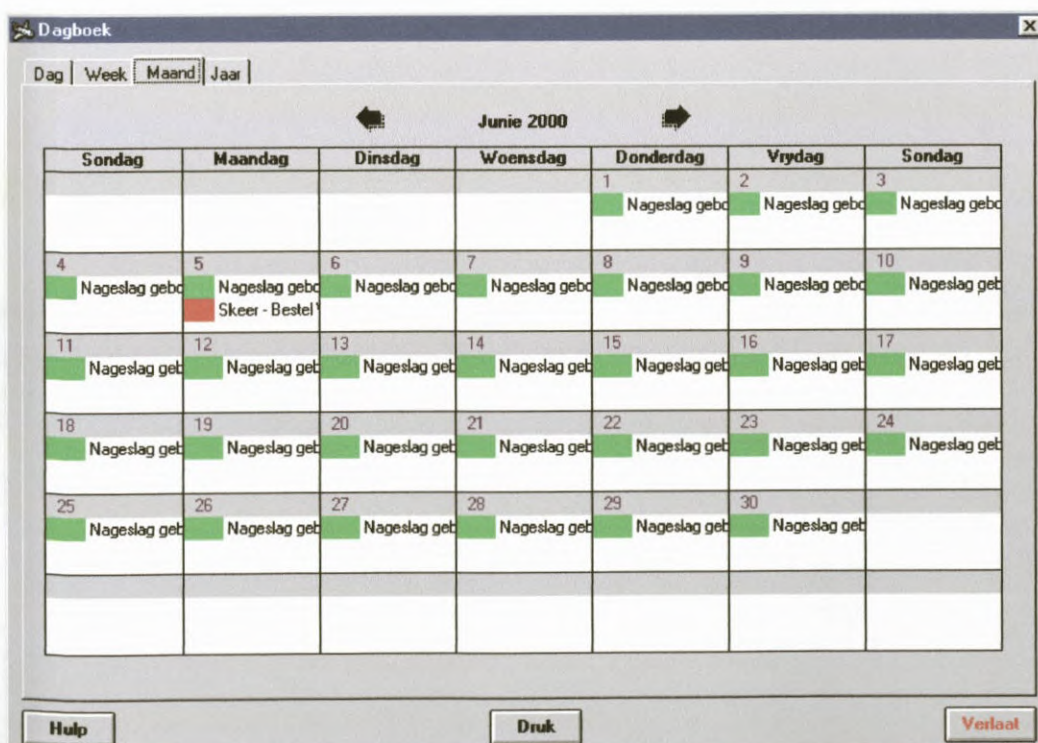 Dagboek
Dag Week Maand Jaar
Junie 2000
Sondag Maandag Dinsdag Woensdag Donderdag Vrydag Sondag
1 2 3
Nageslag gebo Nageslag gebo Nageslag gebo
4 5 6 7 8 9 10
Nageslag gebo Nageslag gebo Nageslag gebo Nageslag gebo Nageslag gebo Nageslag gebo Nageslag geb
Skeer - Bestel
11 12 13 14 15 16 17
Nageslag geb Nageslag geb Nageslag geb Nageslag geb Nageslag geb Nageslag geb Nageslag geb
18 19 20 21 22 23 24
Nageslag geb Nageslag geb Nageslag geb Nageslag geb Nageslag geb Nageslag geb Nageslag geb
25 26 27 28 29 30
Nageslag geb Nageslag geb Nageslag geb Nageslag geb Nageslag geb Nageslag geb
Hulp Druk Verlaat